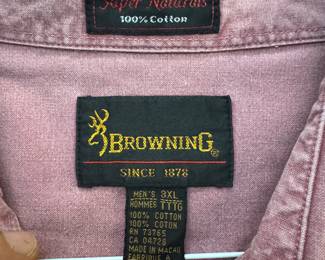 Super Naturals
100% Cotton
BROWNING®
SINCE 1878
MEN'S 3XL
HOMMES TTTG
100% COTTON
100% COTON
RN 73765
CA 04728
MADE IN MACAU
FABRIQUE A